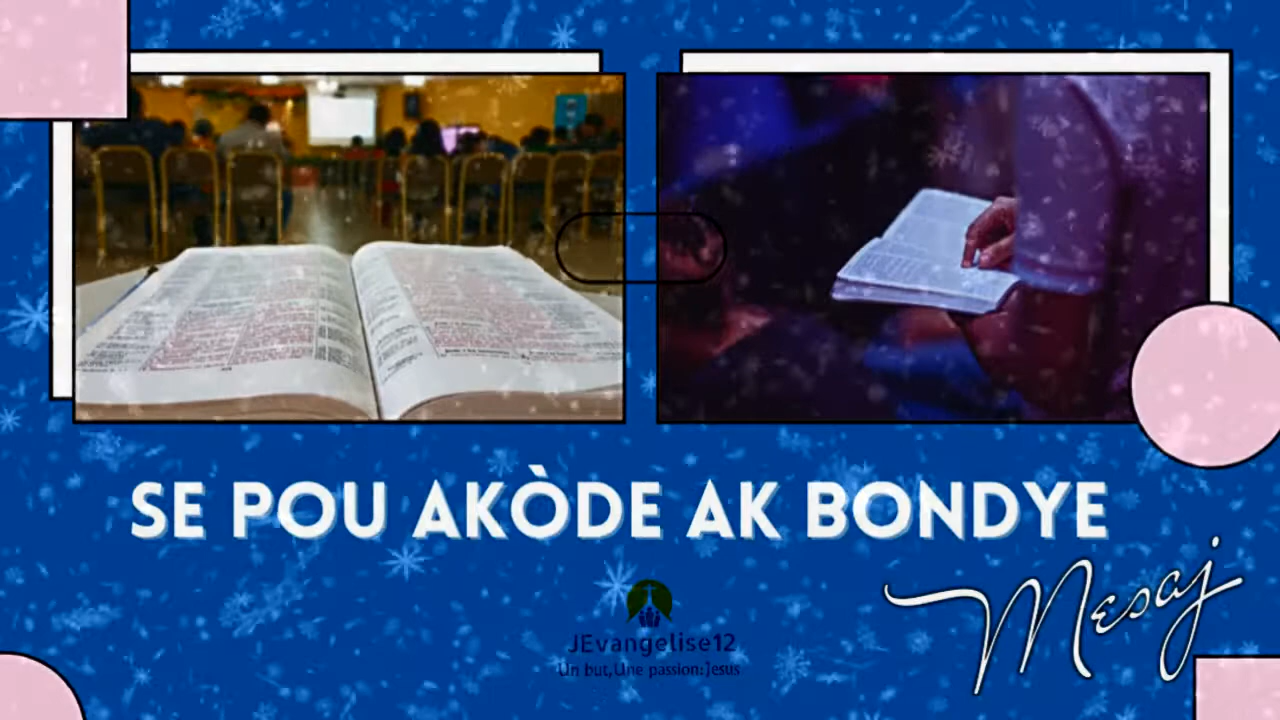 SE POU AKÒDE AK BONDYE
Mesaj
JEvangelise12
Un but,Une passion:Jesus